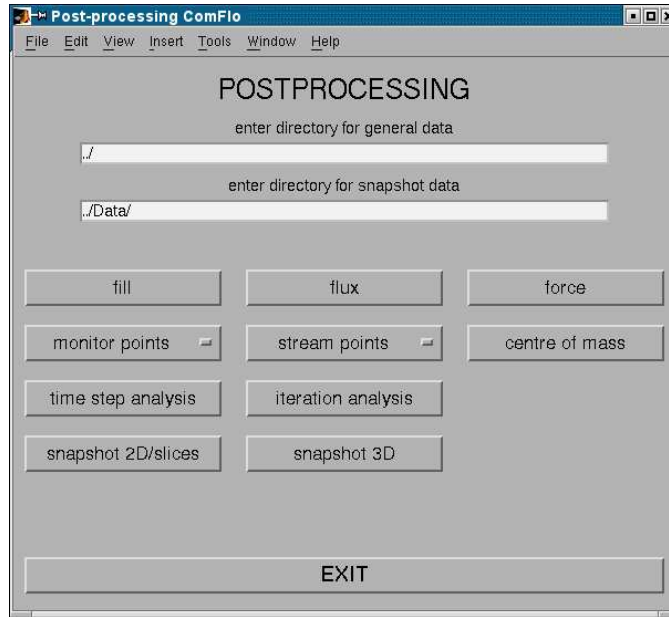 Post-processing ComFlo
File Edit View Insert Tools Window Help
POSTPROCESSING
enter directory for general data
../
enter directory for snapshot data
../Data/
fill flux force
monitor points stream points centre of mass
time step analysis iteration analysis
snapshot 2D/slices snapshot 3D
EXIT